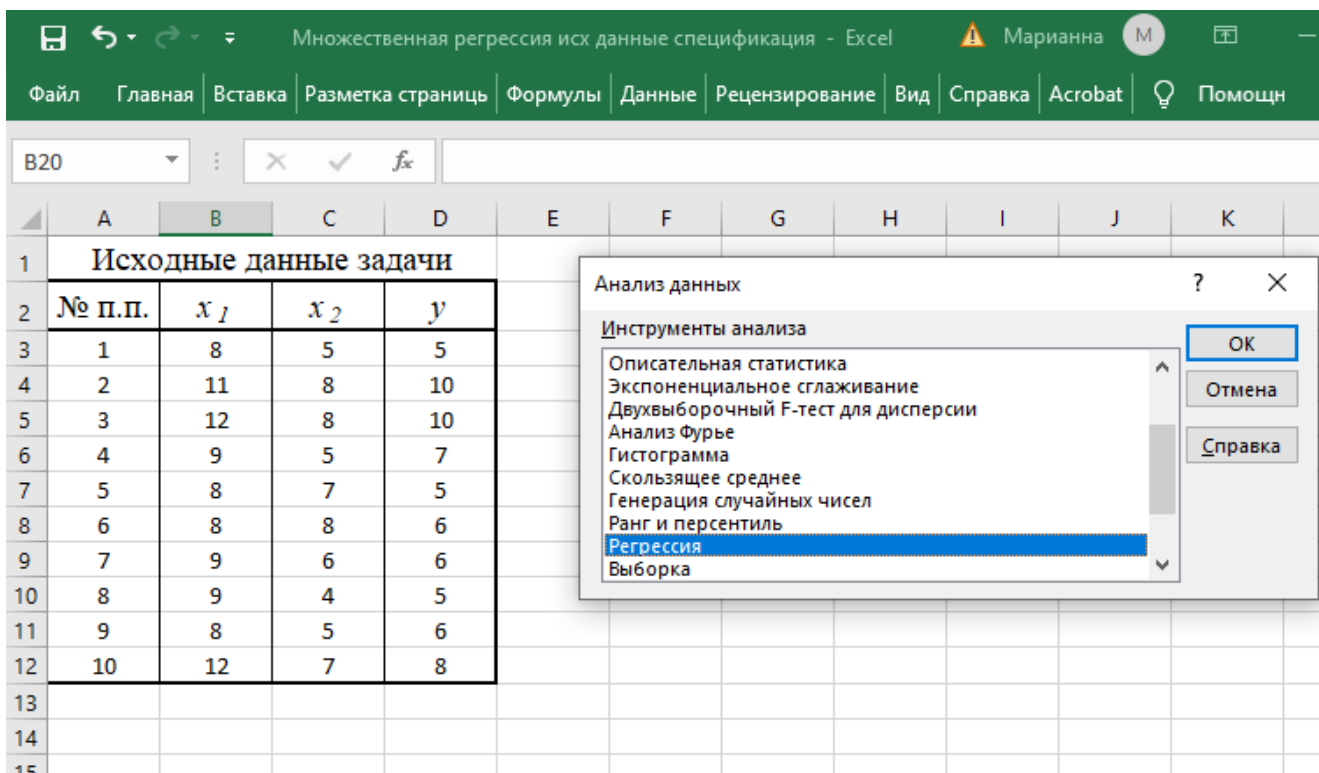 Множественная регрессия исх данные спецификация - Excel Марианна М
Файл Главная Вставка Разметка страниць Формулы Данные Рецензирование Вид Справка Acrobat Помощн
B20 fx
A B C D E F G H I J K
1 Исходные данные задачи
2 № п.п. x 1 x 2 y
3 1 8 5 5
4 2 11 8 10
5 3 12 8 10
6 4 9 5 7
7 5 8 7 5
8 6 8 8 6
9 7 9 6 6
10 8 9 4 5
11 9 8 5 6
12 10 12 7 8
13
14
15
Анализ данных ?
Инструменты анализа
Описательная статистика
Экспоненциальное сглаживание
Двухвыборочный F-тест для дисперсии
Анализ Фурье
Гистограмма
Скользящее среднее
Генерация случайных чисел
Ранг и персентиль
Регрессия
Выборка
ОК
Отмена
Справка